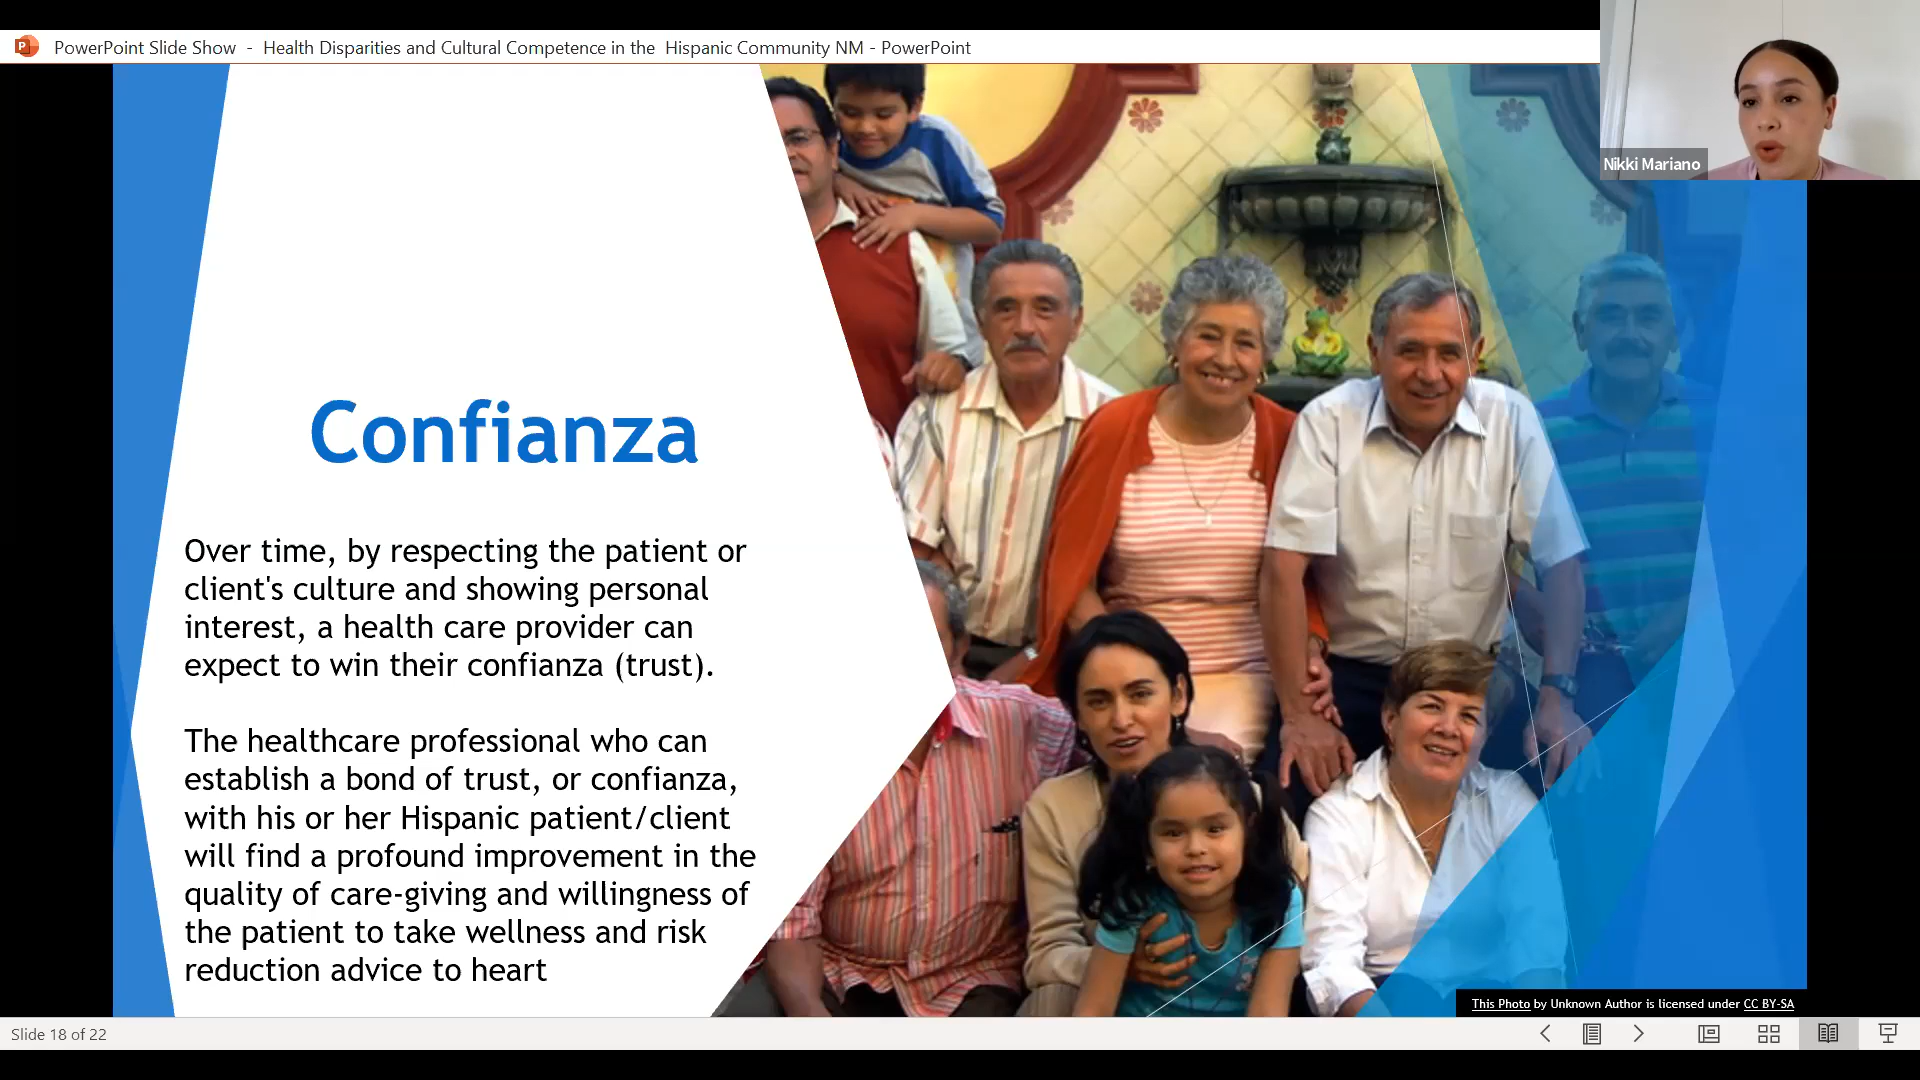 PowerPoint Slide Show - Health Disparities and Cultural Competence in the Hispanic Community NM - PowerPoint
Nikki Mariano
Confianza
Over time, by respecting the patient or
client's culture and showing personal
interest, a health care provider can
expect to win their confianza (trust).
The healthcare professional who can
establish a bond of trust, or confianza,
with his or her Hispanic patient/client
will find a profound improvement in the
quality of care-giving and willingness of
the patient to take wellness and risk
reduction advice to heart
This Photo by Unknown Author is licensed under CC BY-SA
Slide 18 of 22